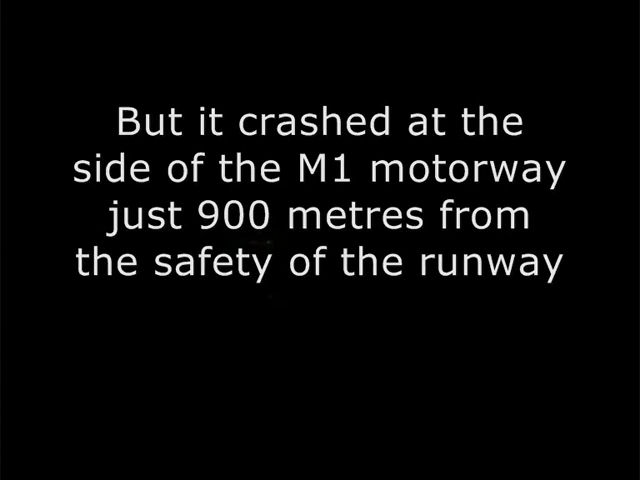 But it crashed at the
side of the M1 motorway
just 900 metres from
the safety of the runway